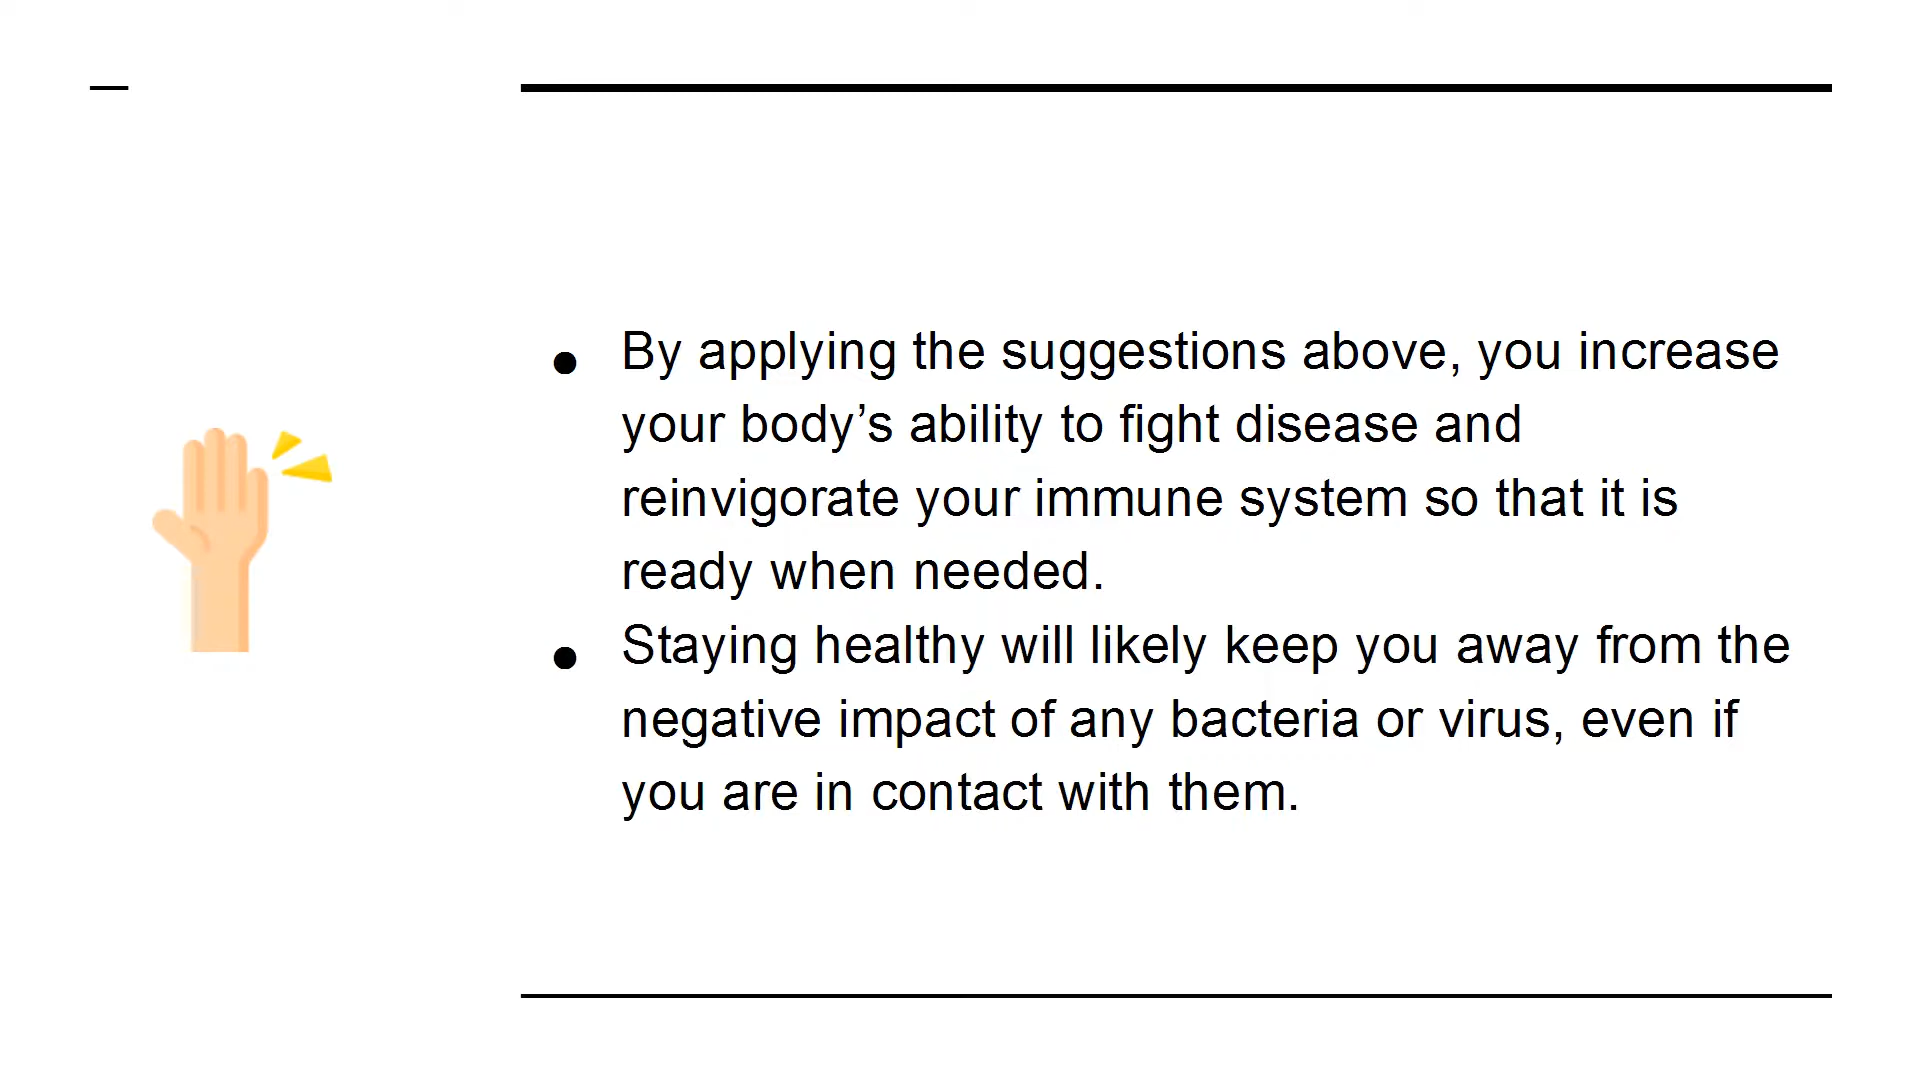 ● By applying the suggestions above, you increase
your body’s ability to fight disease and
reinvigorate your immune system so that it is
ready when needed.
● Staying healthy will likely keep you away from the
negative impact of any bacteria or virus, even if
you are in contact with them.